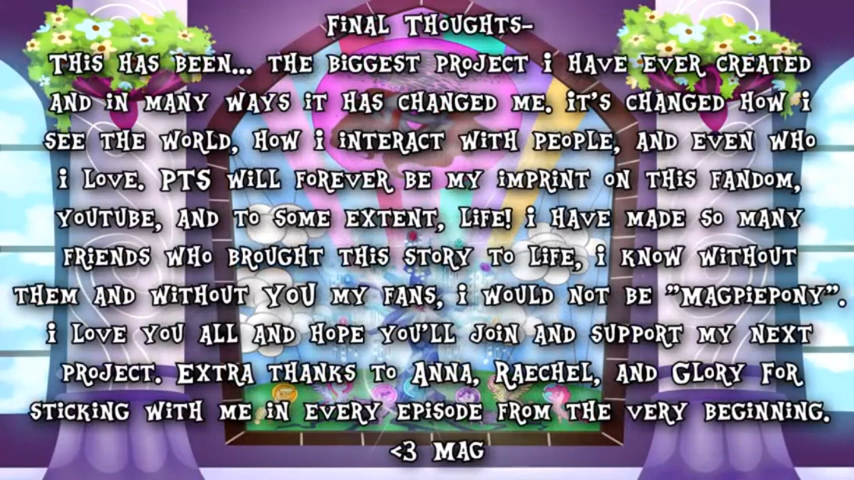 Final Thoughts-
This has been... the biggest project i have ever created
and in many ways it has changed me. it's changed how i
see the world, how i interact with people, and even who
i love. PTS will forever be my imprint on this fandom,
youtube, and to some extent, life! i have made so many
friends who brought this story to life, i know without
them and without YOU my fans, i would not be "MagpiePony".
i love you all and hope you'll join and support my next
project. Extra thanks to Anna, Raechel, and Glory for
sticking with me in every episode from the very beginning.
<3 Mag